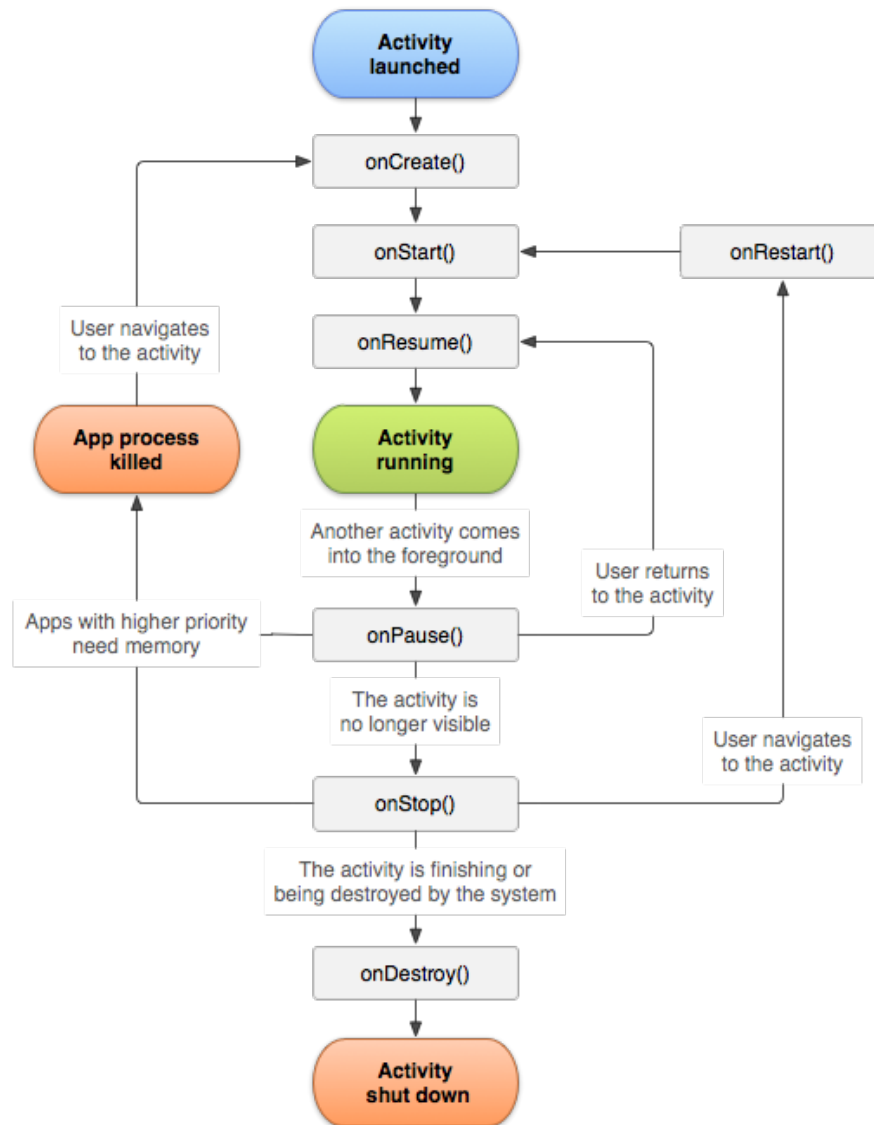 Activity
launched
onCreate()
onStart()
onRestart()
User navigates
to the activity
onResume()
App process
killed
Activity
running
Another activity comes
into the foreground
User returns
to the activity
Apps with higher priority
need memory
onPause()
The activity is
no longer visible
User navigates
to the activity
onStop()
The activity is finishing or
being destroyed by the system
onDestroy()
Activity
shut down